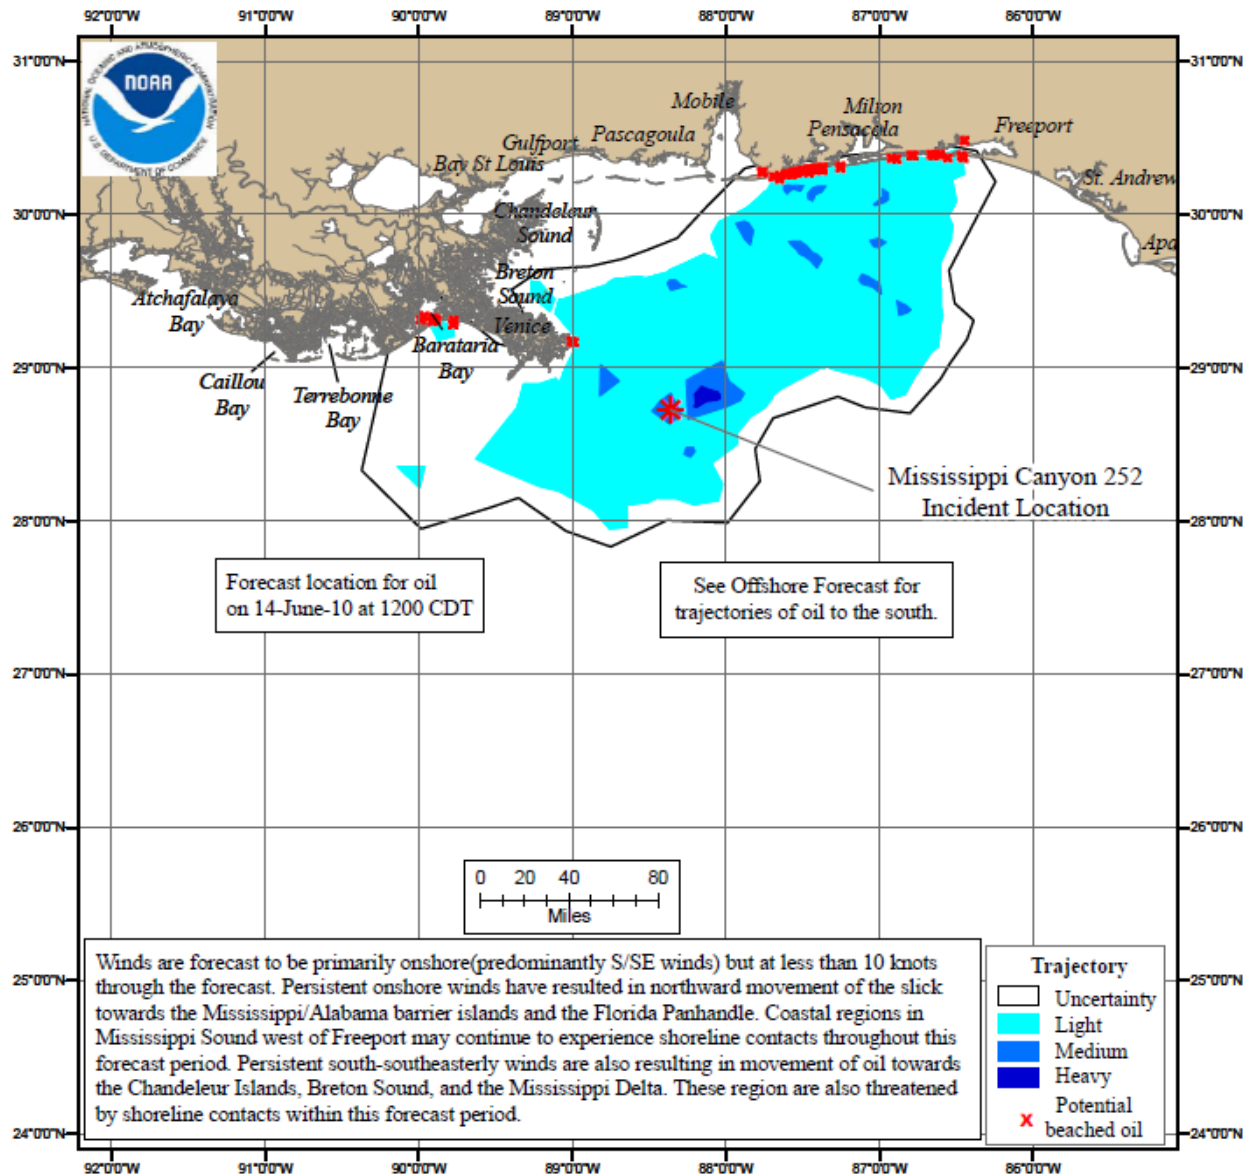 92°0'0"W 91°0'0"W 90°0'0"W 89°0'0"W 88°0'0"W 87°0'0"W 86°0'0"W
31°0'0"N 31°0'0"N
NATIONAL OCEANIC AND ATMOSPHERIC ADMINISTRATION
NOAA
U.S. DEPARTMENT OF COMMERCE
Mobile
Milton
Pensacola
Freeport
Gulfport
Pascagoula
Bay St Louis
St. Andrew
30°0'0"N 30°0'0"N
Chandeleur
Sound
Apa
Breton
Sound
Atchafalaya
Bay
Venice
Barataria
Bay
29°0'0"N 29°0'0"N
Caillou
Bay
Terrebonne
Bay
Mississippi Canyon 252
Incident Location
28°0'0"N 28°0'0"N
Forecast location for oil
on 14-June-10 at 1200 CDT
See Offshore Forecast for
trajectories of oil to the south.
27°0'0"N 27°0'0"N
26°0'0"N 26°0'0"N
0 20 40 80
Miles
25°0'0"N 25°0'0"N
Winds are forecast to be primarily onshore(predominantly S/SE winds) but at less than 10 knots
through the forecast. Persistent onshore winds have resulted in northward movement of the slick
towards the Mississippi/Alabama barrier islands and the Florida Panhandle. Coastal regions in
Mississippi Sound west of Freeport may continue to experience shoreline contacts throughout this
forecast period. Persistent south-southeasterly winds are also resulting in movement of oil towards
the Chandeleur Islands, Breton Sound, and the Mississippi Delta. These region are also threatened
by shoreline contacts within this forecast period.
Trajectory
Uncertainty
Light
Medium
Heavy
x Potential
beached oil
24°0'0"N 24°0'0"N
92°0'0"W 91°0'0"W 90°0'0"W 89°0'0"W 88°0'0"W 87°0'0"W 86°0'0"W